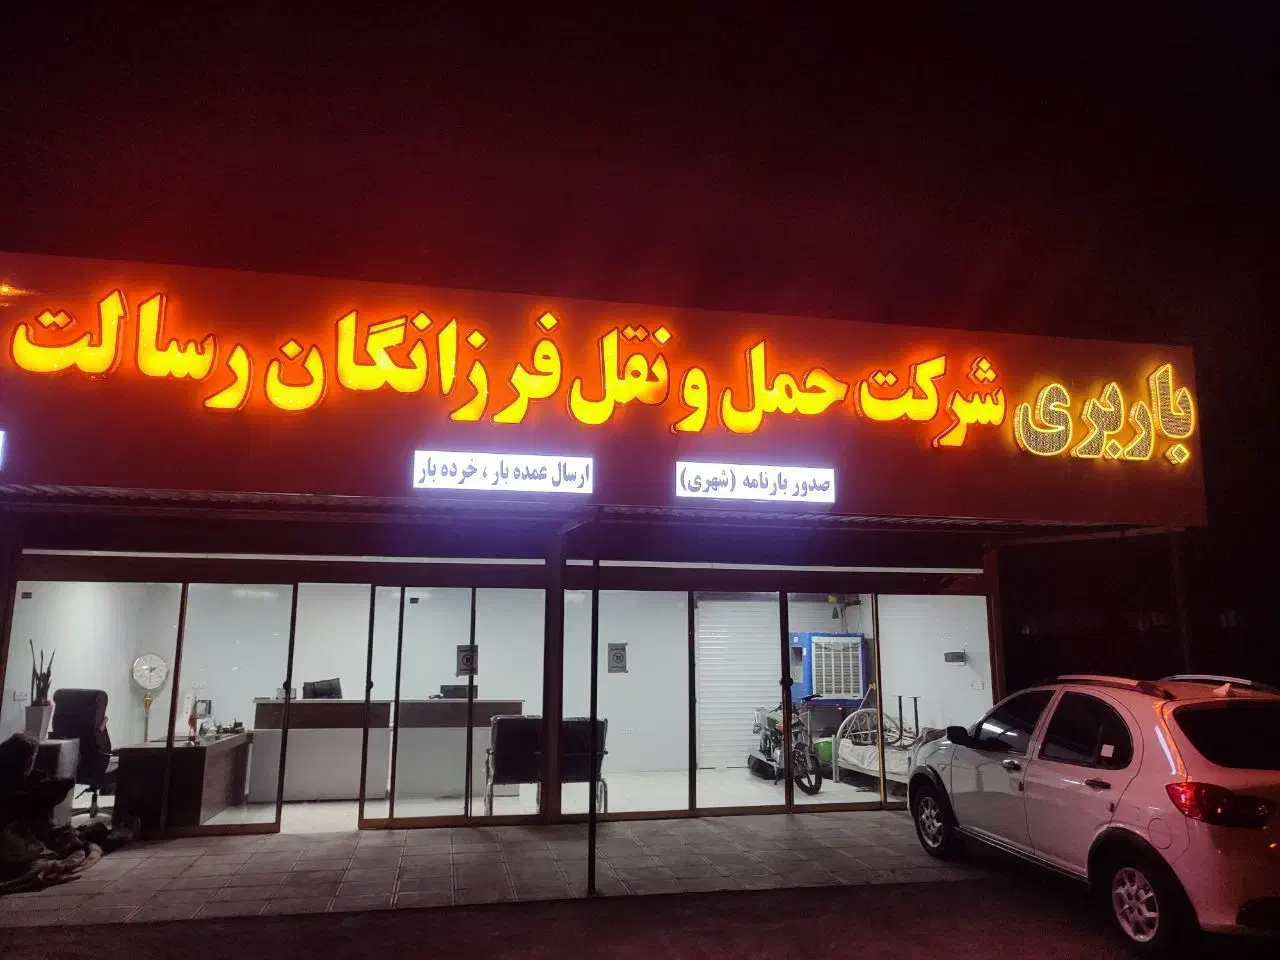 باربری شرکت حمل و نقل فرزانگان رسالت
صدور بارنامه (شهری)
ارسال عمده بار ، خرده بار